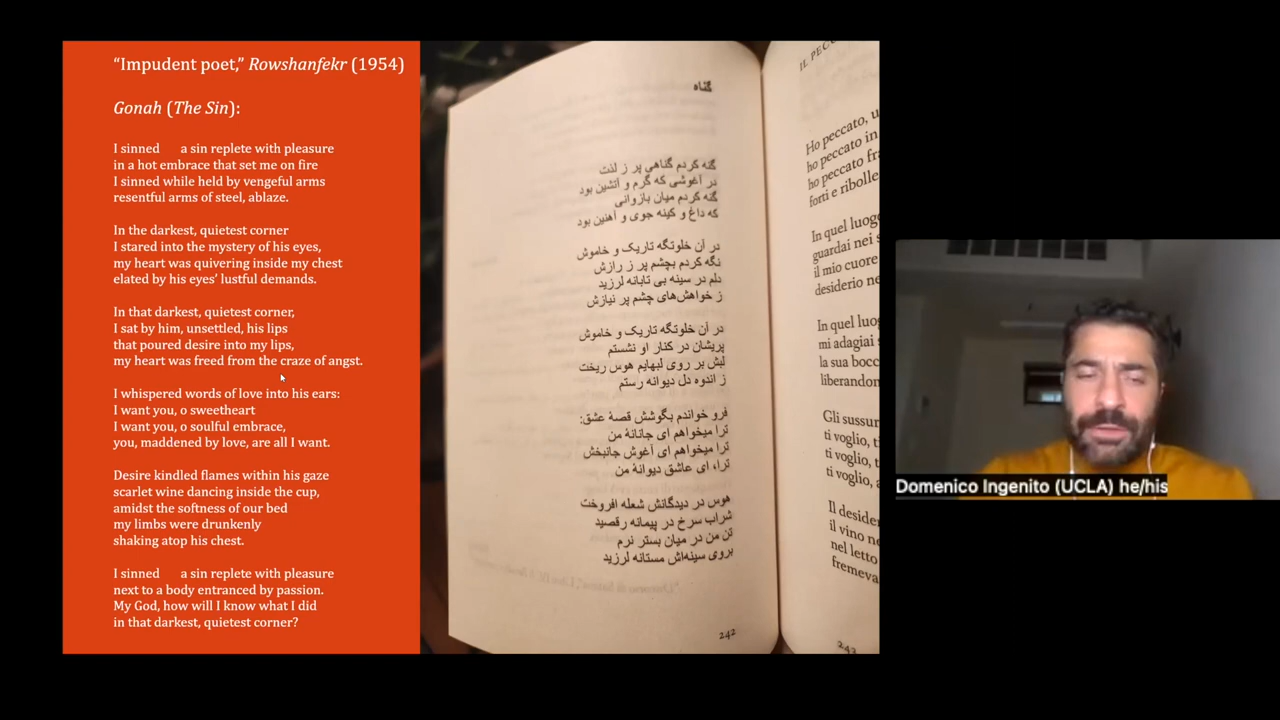 “Impudent poet,” Rowshanfekr (1954)
Gonah (The Sin):
I sinned a sin replete with pleasure
in a hot embrace that set me on fire
I sinned while held by vengeful arms
resentful arms of steel, ablaze.
In the darkest, quietest corner
I stared into the mystery of his eyes,
my heart was quivering inside my chest
elated by his eyes’ lustful demands.
In that darkest, quietest corner,
I sat by him, unsettled, his lips
that poured desire into my lips,
my heart was freed from the craze of angst.
I whispered words of love into his ears:
I want you, o sweetheart
I want you, o soulful embrace,
you, maddened by love, are all I want.
Desire kindled flames within his gaze
scarlet wine dancing inside the cup,
amidst the softness of our bed
my limbs were drunkenly
shaking atop his chest.
I sinned a sin replete with pleasure
next to a body entranced by passion.
My God, how will I know what I did
in that darkest, quietest corner?
گناه
گنه کردم گناهی پر ز لذت
در آغوشی که گرم و آتشین بود
گنه کردم میان بازوانی
که داغ و کینه جوی و آهنین بود
در آن خلوتگه تاریک و خاموش
نگه کردم بچشم پر ز رازش
دلم در سینه بی تابانه لرزید
ز خواهش‌های چشم پر نیازش
در آن خلوتگه تاریک و خاموش
پریشان در کنار او نشستم
لبش بر روی لبهایم هوس ریخت
ز اندوه دل دیوانه رستم
فرو خواندم بگوشش قصهٔ عشق:
ترا میخواهم ای جانانهٔ من
ترا میخواهم ای آغوش جانبخش
ترا، ای عاشق دیوانهٔ من
هوس در دیدگانش شعله افروخت
شراب سرخ در پیمانه رقصید
تن من در میان بستر نرم
بروی سینه‌اش مستانه لرزید
242
IL PECC
Ho peccato, u
ho peccato in
ho peccato fra
forti e ribolle
In quel luogo
guardai nei s
il mio cuore
desiderio ne
In quel luog
mi adagiai
la sua bocc
liberandon
Gli sussur
ti voglio, t
ti voglio,
ti voglio, a
Il desider
il vino ne
nel letto
fremeva
243
Domenico Ingenito (UCLA) he/his